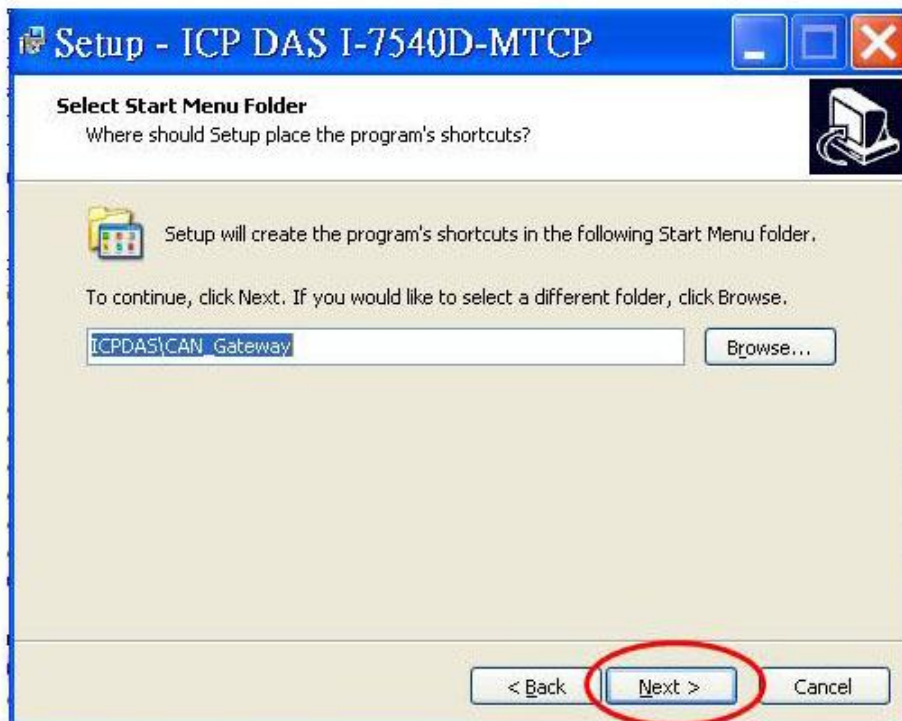 Setup - ICP DAS I-7540D-MTCP
Select Start Menu Folder
Where should Setup place the program's shortcuts?
Setup will create the program's shortcuts in the following Start Menu folder.
To continue, click Next. If you would like to select a different folder, click Browse.
ICPDAS\CAN_Gateway
Browse...
< Back
Next >
Cancel